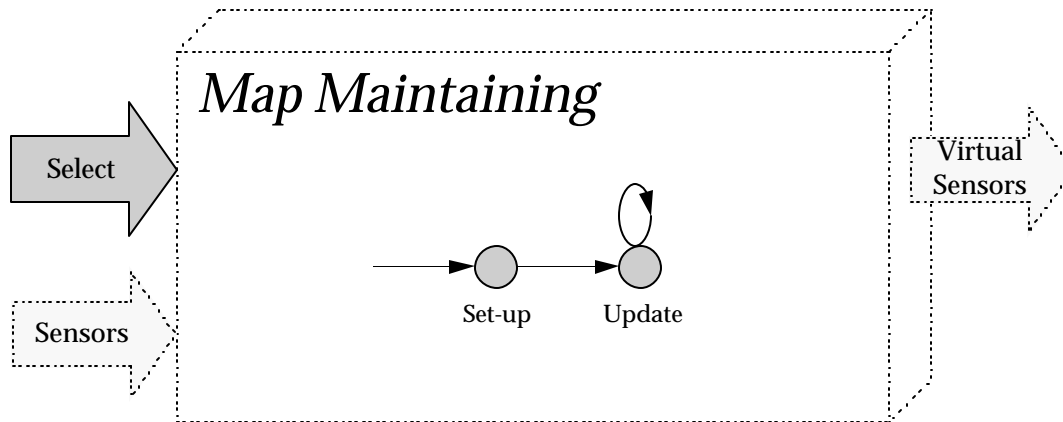 Map Maintaining
Select
Virtual
Sensors
Set-up
Update
Sensors